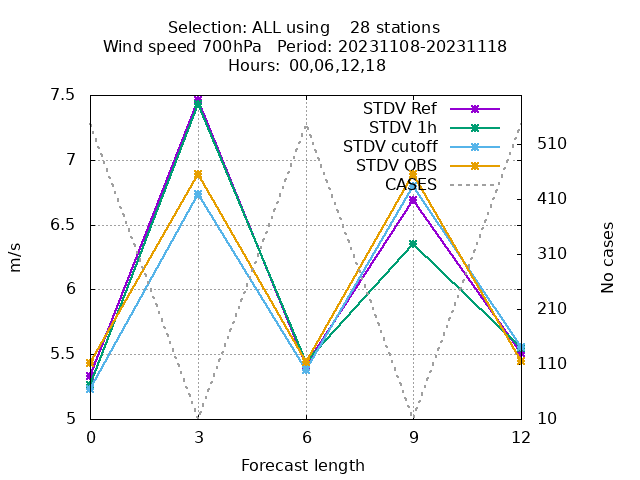 Selection: ALL using    28 stations
Wind speed 700hPa   Period: 20231108-20231118
Hours:  00,06,12,18
STDV Ref
STDV 1h
STDV cutoff
STDV OBS
CASES
7.5
7
6.5
6
5.5
5
m/s
510
410
310
210
110
10
No cases
0 3 6 9 12
Forecast length